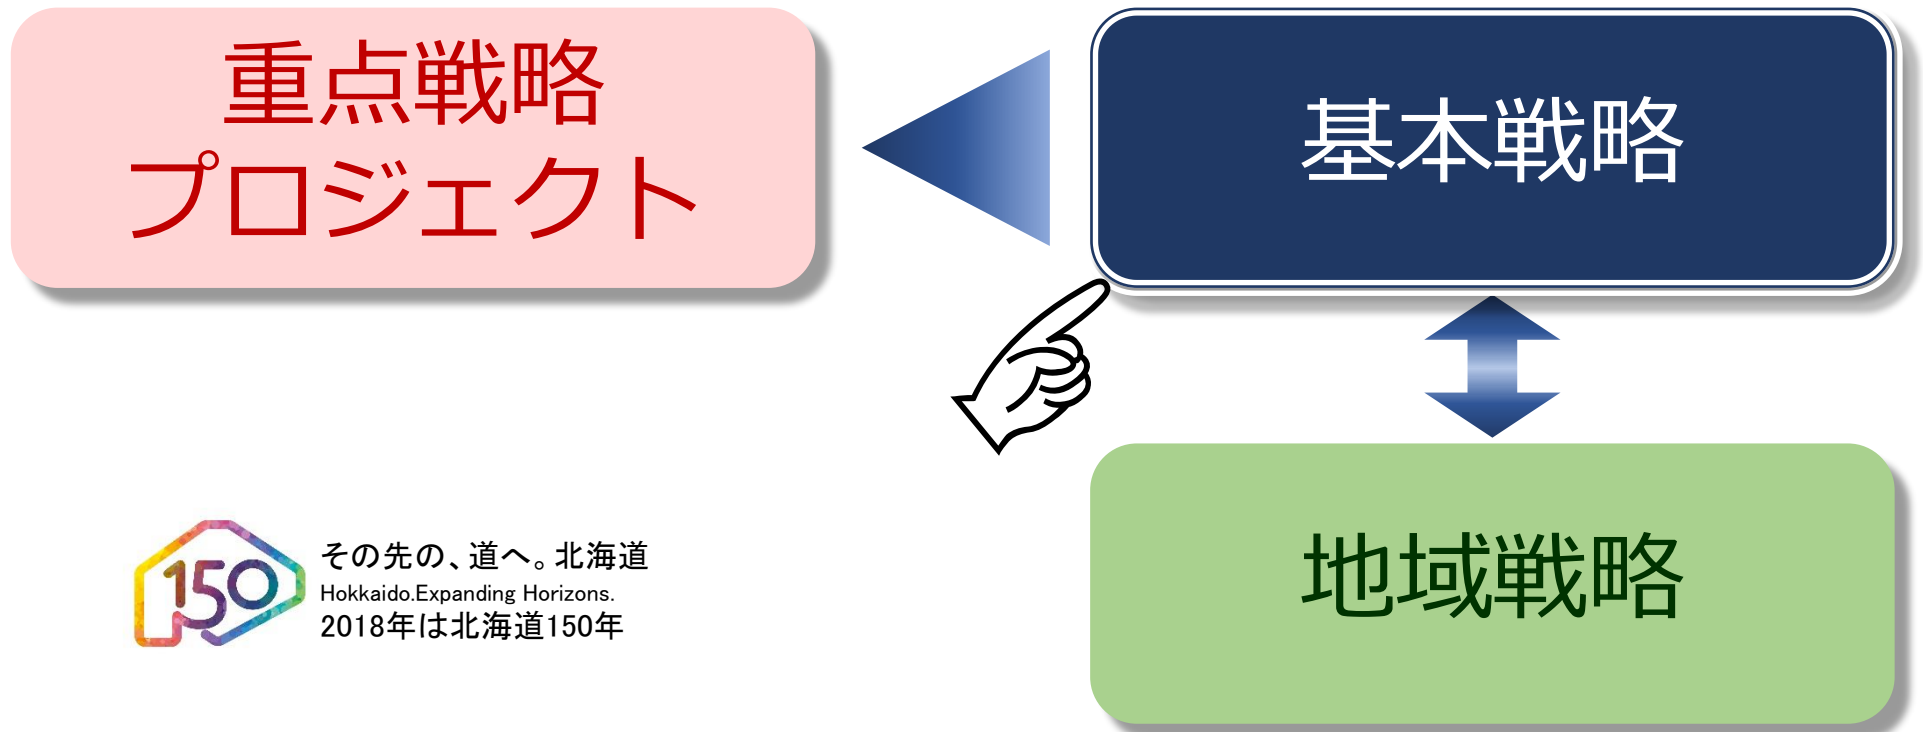 重点戦略
プロジェクト
基本戦略
地域戦略
150
その先の、道へ。北海道
Hokkaido.Expanding Horizons.
2018年は北海道150年